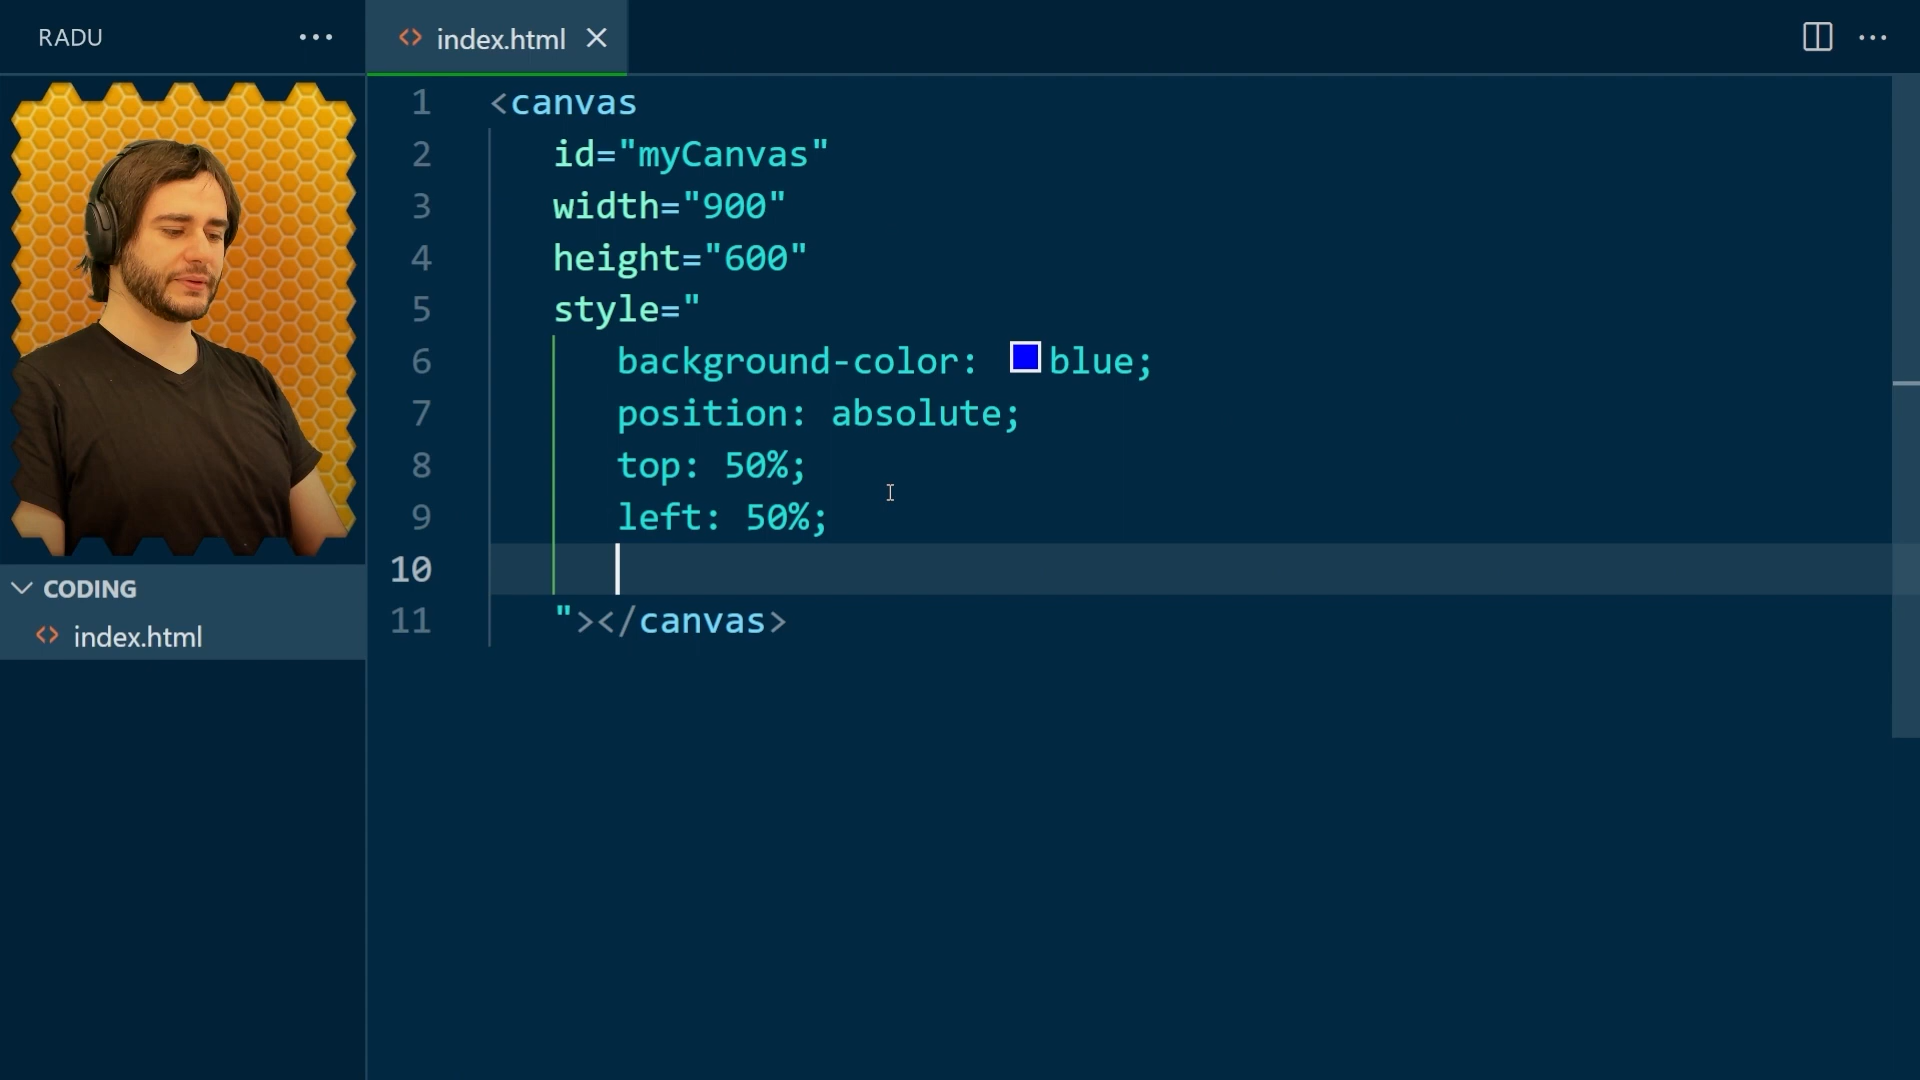 RADU
index.html
1 <canvas
2 id="myCanvas"
3 width="900"
4 height="600"
5 style="
6 background-color: blue;
7 position: absolute;
8 top: 50%;
9 left: 50%;
10
11 "></canvas>
CODING
index.html